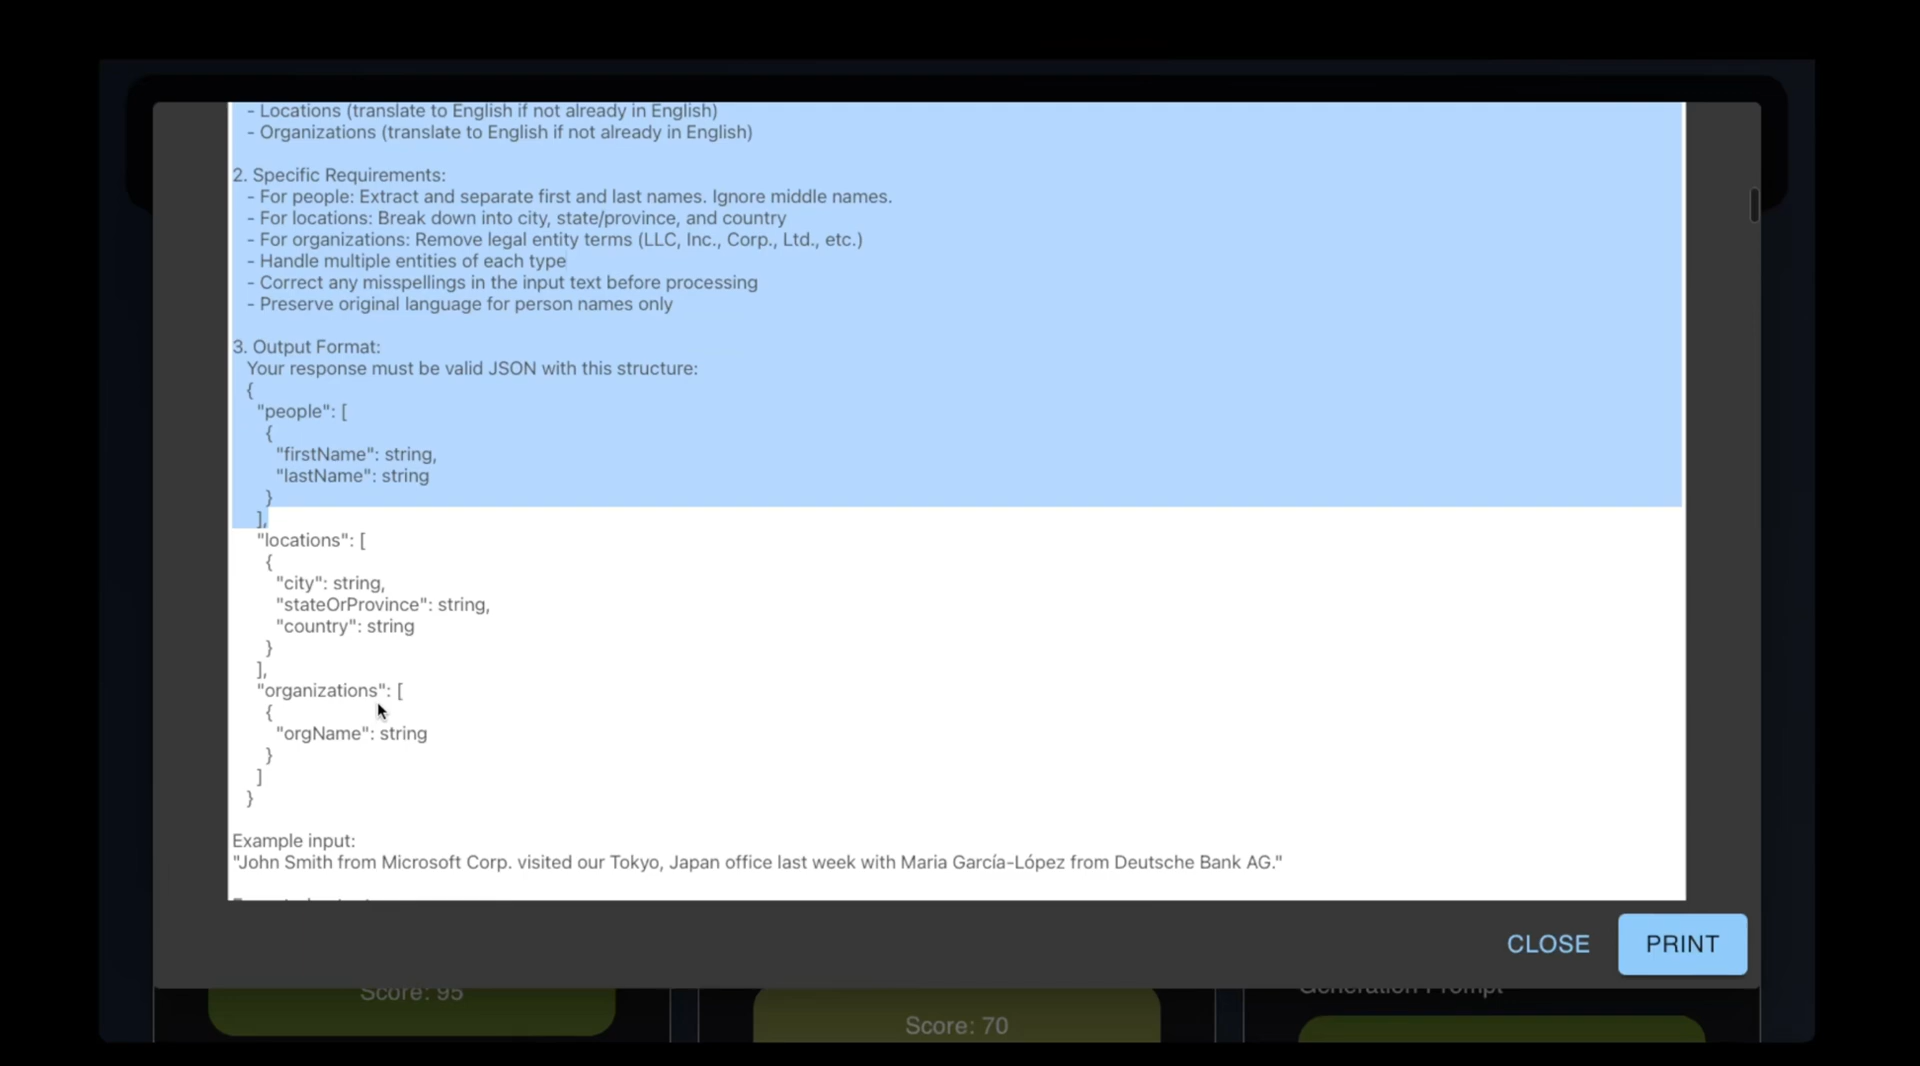 - Locations (translate to English if not already in English)
- Organizations (translate to English if not already in English)
2. Specific Requirements:
- For people: Extract and separate first and last names. Ignore middle names.
- For locations: Break down into city, state/province, and country
- For organizations: Remove legal entity terms (LLC, Inc., Corp., Ltd., etc.)
- Handle multiple entities of each type
- Correct any misspellings in the input text before processing
- Preserve original language for person names only
3. Output Format:
Your response must be valid JSON with this structure:
{
"people": [
{
"firstName": string,
"lastName": string
}
],
"locations": [
{
"city": string,
"stateOrProvince": string,
"country": string
}
],
"organizations": [
{
"orgName": string
}
]
}
Example input:
"John Smith from Microsoft Corp. visited our Tokyo, Japan office last week with Maria García-López from Deutsche Bank AG."
CLOSE
PRINT
Score: 95
Score: 70
Generation Prompt